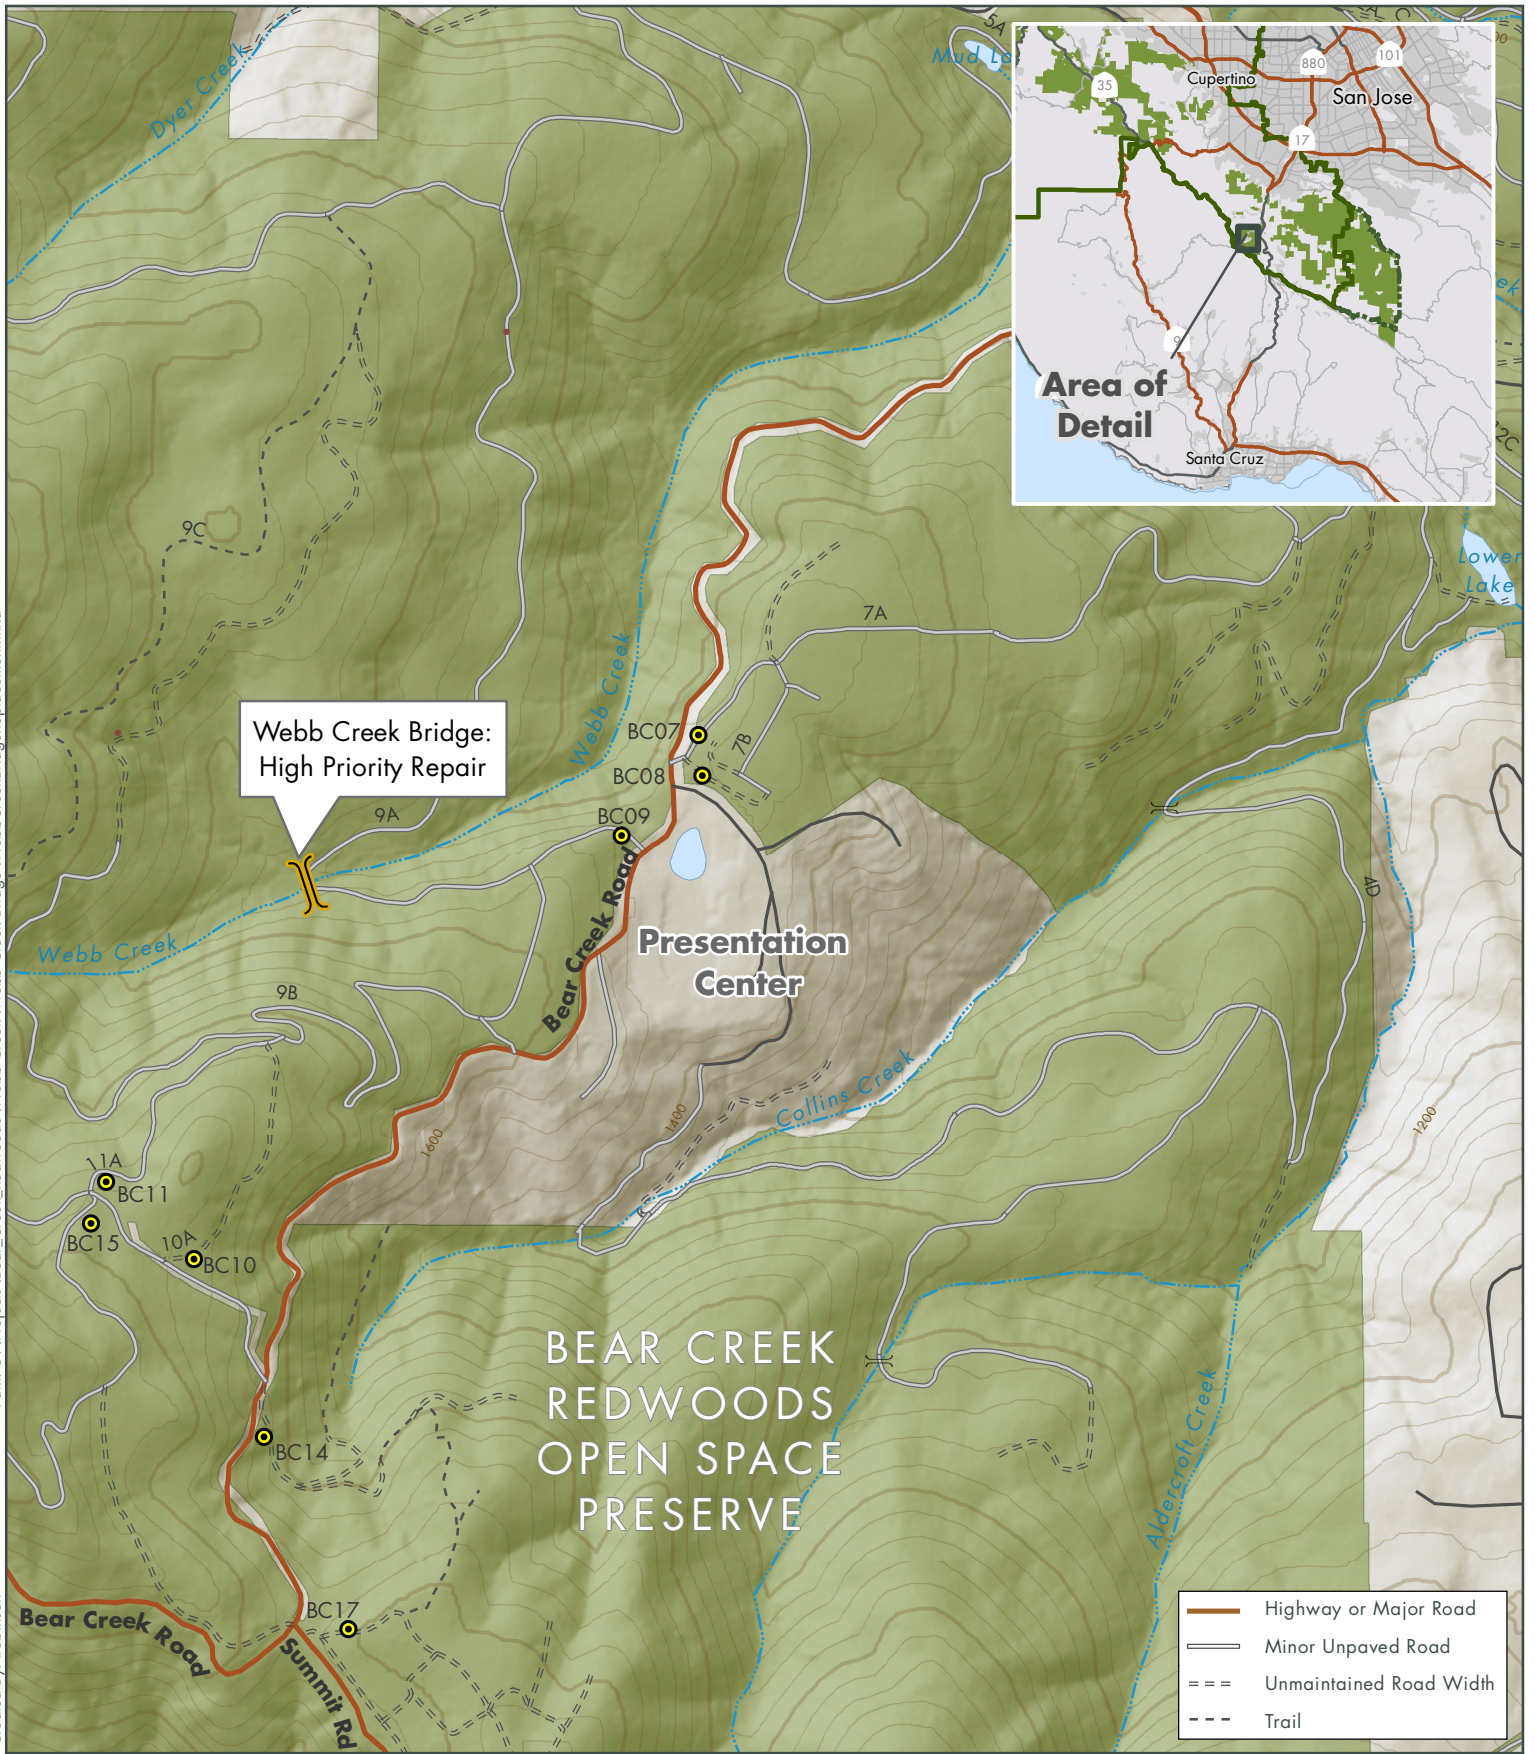 5A
Mud La
Dyer Creek
Cupertino
880
101
San Jose
35
17
9
Area of
Detail
Santa Cruz
12C
9C
Lower
Lake
7A
Webb Creek
Webb Creek Bridge:
High Priority Repair
BC07
7B
BC08
9A
BC09
4D
Bear Creek Road
Presentation
Center
Webb Creek
9B
Collins Creek
1400
1600
1200
11A
BC11
BC15
10A
BC10
BEAR CREEK
REDWOODS
OPEN SPACE
PRESERVE
Aldercroft Creek
BC14
BC17
Bear Creek Road
Summit Rd
Highway or Major Road
Minor Unpaved Road
Unmaintained Road Width
Trail